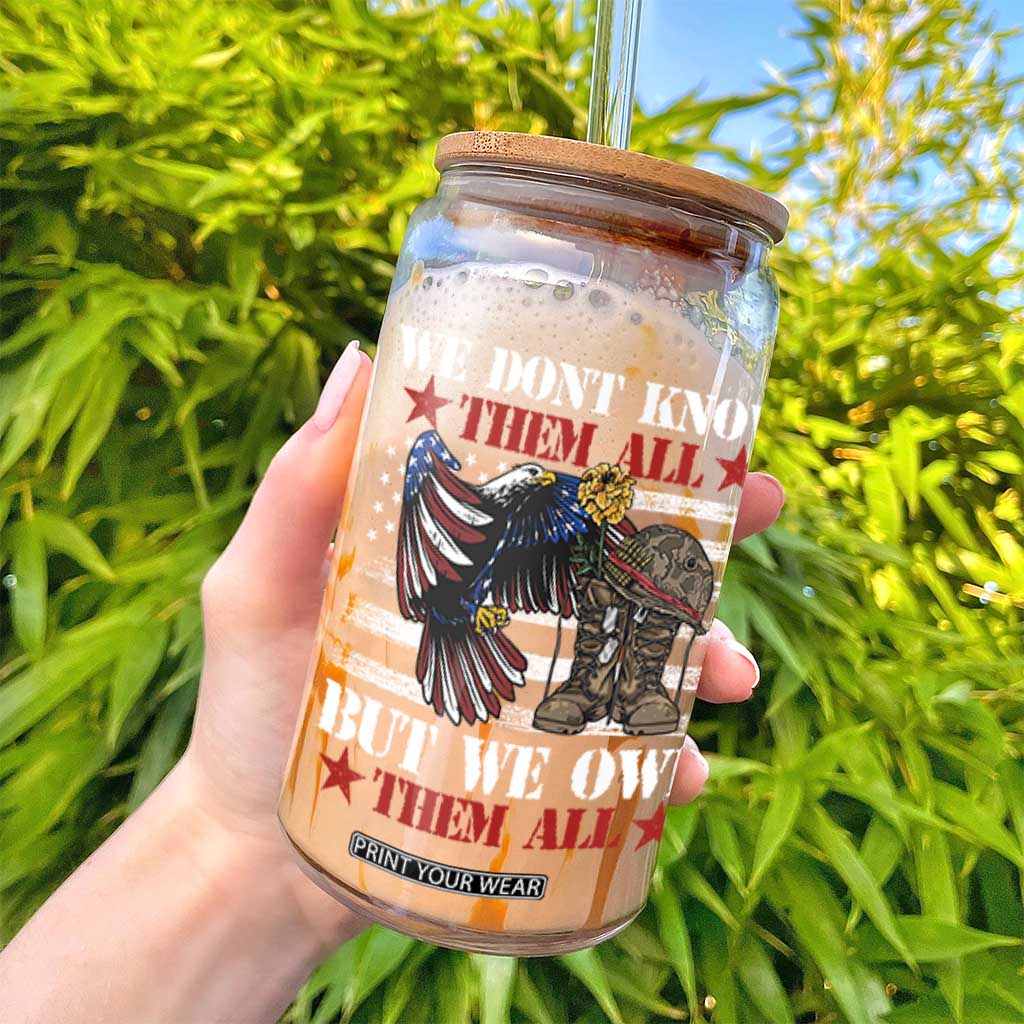 WE DONT KNO
THEM ALL
BUT WE OW
THEM ALL
PRINT YOUR WEAR